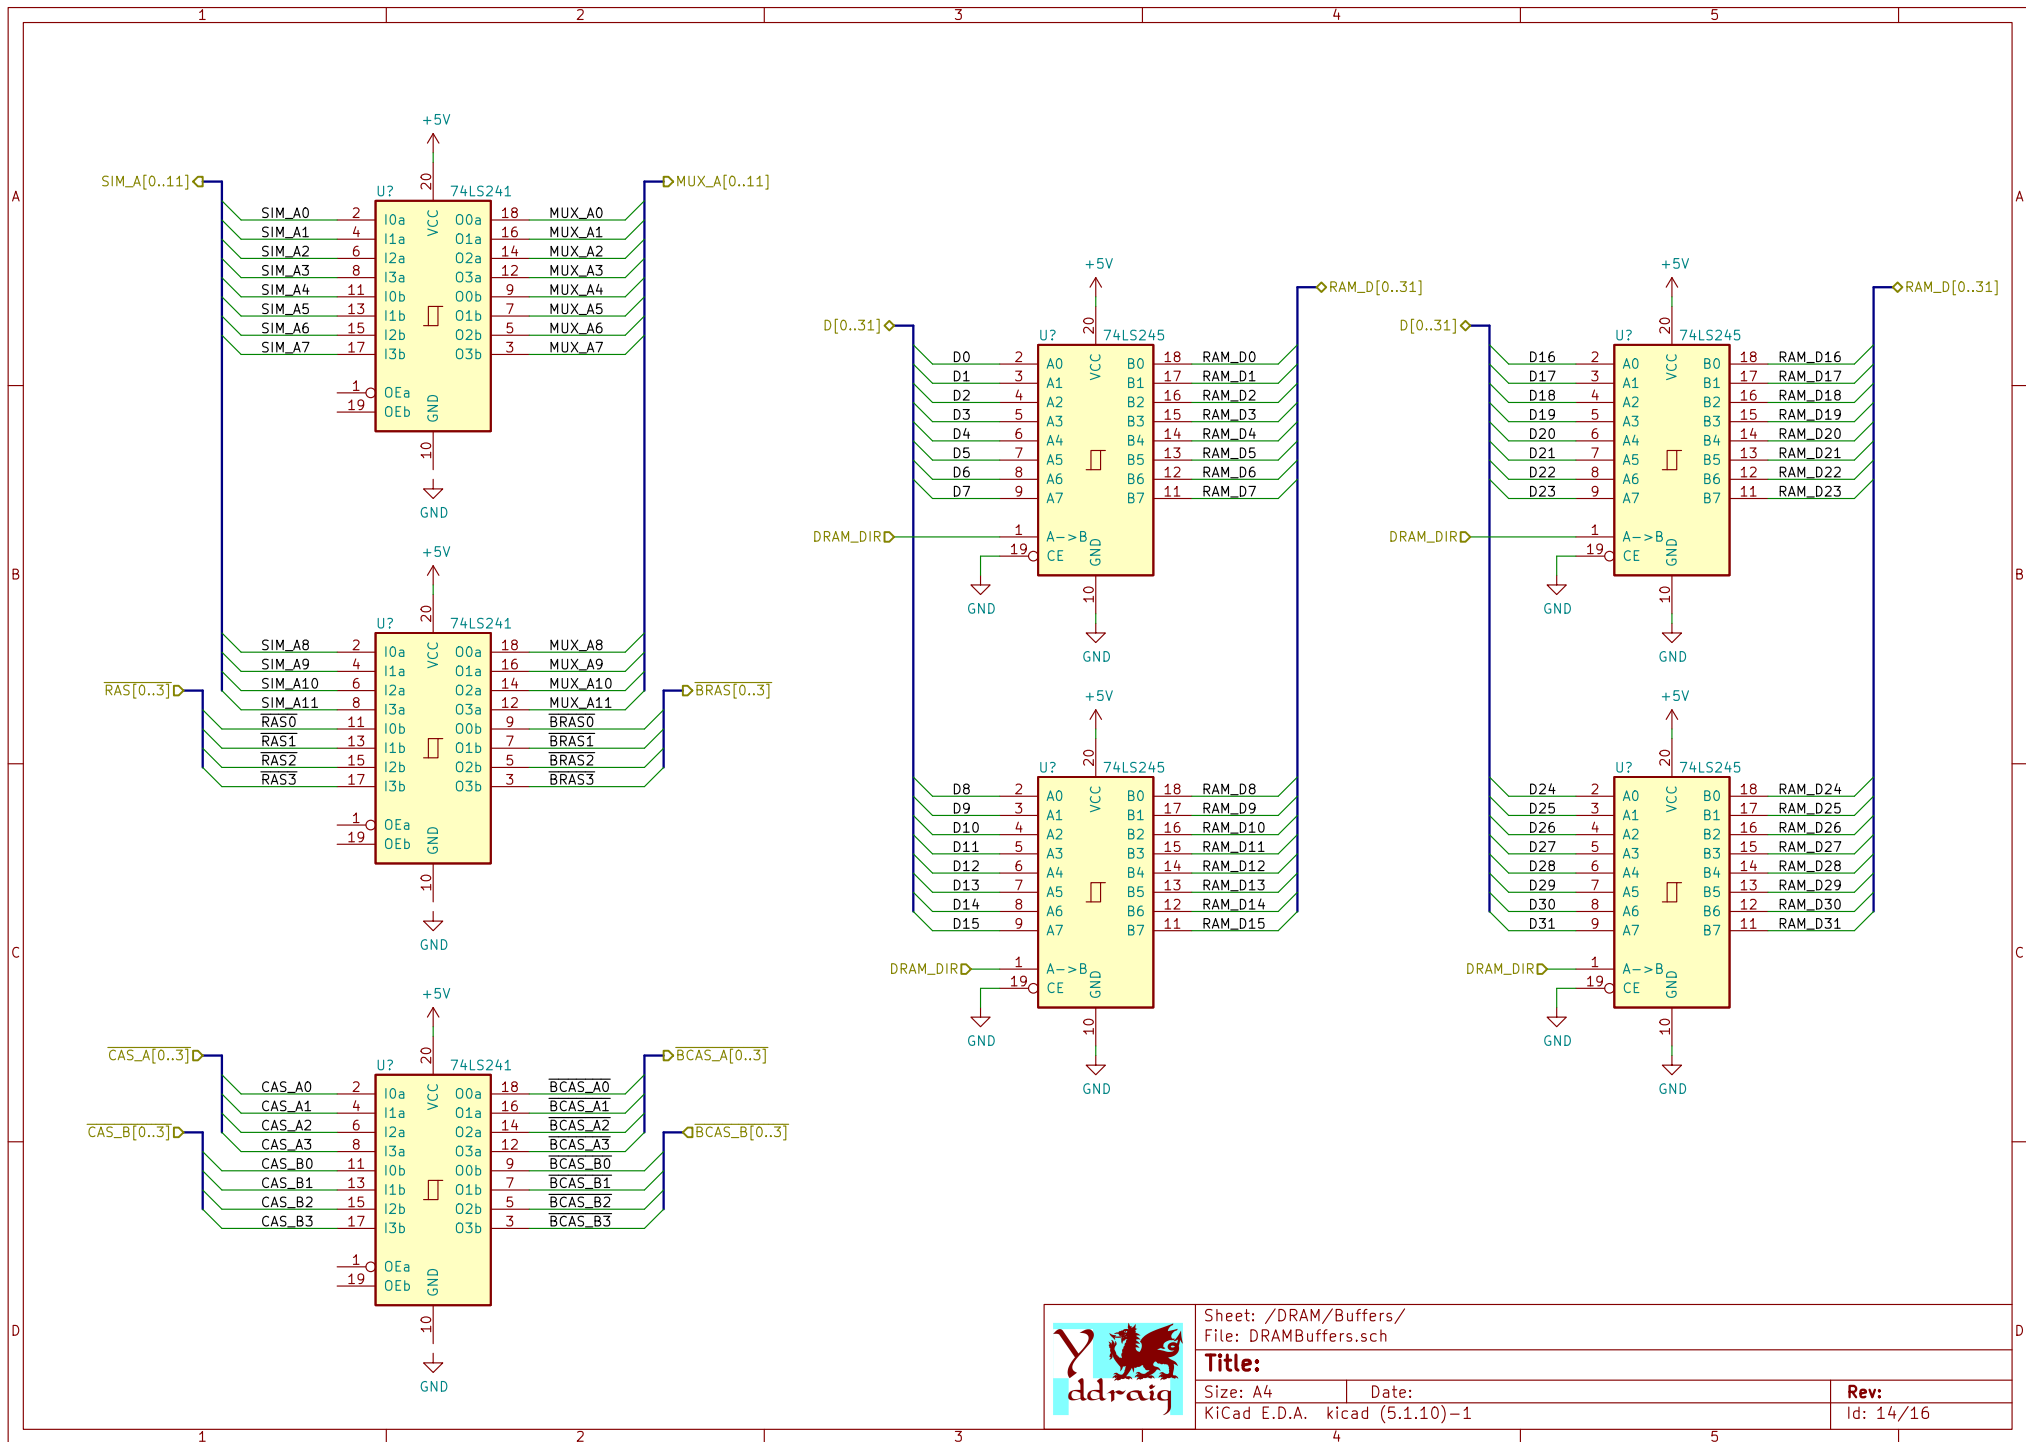 1 2 3 4 5
A
B
C
D
+5V
SIM_A[0..11] MUX_A[0..11]
U? 74LS241
20 VCC
SIM_A0 2 I0a O0a 18 MUX_A0
SIM_A1 4 I1a O1a 16 MUX_A1
SIM_A2 6 I2a O2a 14 MUX_A2
SIM_A3 8 I3a O3a 12 MUX_A3
SIM_A4 11 I0b O0b 9 MUX_A4
SIM_A5 13 I1b O1b 7 MUX_A5
SIM_A6 15 I2b O2b 5 MUX_A6
SIM_A7 17 I3b O3b 3 MUX_A7
1 OEa
19 OEb
GND 10
GND
+5V
U? 74LS241
20 VCC
SIM_A8 2 I0a O0a 18 MUX_A8
SIM_A9 4 I1a O1a 16 MUX_A9
SIM_A10 6 I2a O2a 14 MUX_A10
RAS[0..3] BRAS[0..3]
SIM_A11 8 I3a O3a 12 MUX_A11
RAS0 11 I0b O0b 9 BRAS0
RAS1 13 I1b O1b 7 BRAS1
RAS2 15 I2b O2b 5 BRAS2
RAS3 17 I3b O3b 3 BRAS3
1 OEa
19 OEb
GND 10
GND
+5V
CAS_A[0..3] BCAS_A[0..3]
U? 74LS241
20 VCC
CAS_A0 2 I0a O0a 18 BCAS_A0
CAS_A1 4 I1a O1a 16 BCAS_A1
CAS_A2 6 I2a O2a 14 BCAS_A2
CAS_B[0..3] BCAS_B[0..3]
CAS_A3 8 I3a O3a 12 BCAS_A3
CAS_B0 11 I0b O0b 9 BCAS_B0
CAS_B1 13 I1b O1b 7 BCAS_B1
CAS_B2 15 I2b O2b 5 BCAS_B2
CAS_B3 17 I3b O3b 3 BCAS_B3
1 OEa
19 OEb
GND 10
GND
+5V
RAM_D[0..31]
D[0..31]
U? 74LS245
20 VCC
D0 2 A0 B0 18 RAM_D0
D1 3 A1 B1 17 RAM_D1
D2 4 A2 B2 16 RAM_D2
D3 5 A3 B3 15 RAM_D3
D4 6 A4 B4 14 RAM_D4
D5 7 A5 B5 13 RAM_D5
D6 8 A6 B6 12 RAM_D6
D7 9 A7 B7 11 RAM_D7
DRAM_DIR 1 A->B
19 CE
GND 10
GND
GND
+5V
U? 74LS245
20 VCC
D8 2 A0 B0 18 RAM_D8
D9 3 A1 B1 17 RAM_D9
D10 4 A2 B2 16 RAM_D10
D11 5 A3 B3 15 RAM_D11
D12 6 A4 B4 14 RAM_D12
D13 7 A5 B5 13 RAM_D13
D14 8 A6 B6 12 RAM_D14
D15 9 A7 B7 11 RAM_D15
DRAM_DIR 1 A->B
19 CE
GND 10
GND
GND
+5V
RAM_D[0..31]
D[0..31]
U? 74LS245
20 VCC
D16 2 A0 B0 18 RAM_D16
D17 3 A1 B1 17 RAM_D17
D18 4 A2 B2 16 RAM_D18
D19 5 A3 B3 15 RAM_D19
D20 6 A4 B4 14 RAM_D20
D21 7 A5 B5 13 RAM_D21
D22 8 A6 B6 12 RAM_D22
D23 9 A7 B7 11 RAM_D23
DRAM_DIR 1 A->B
19 CE
GND 10
GND
GND
+5V
U? 74LS245
20 VCC
D24 2 A0 B0 18 RAM_D24
D25 3 A1 B1 17 RAM_D25
D26 4 A2 B2 16 RAM_D26
D27 5 A3 B3 15 RAM_D27
D28 6 A4 B4 14 RAM_D28
D29 7 A5 B5 13 RAM_D29
D30 8 A6 B6 12 RAM_D30
D31 9 A7 B7 11 RAM_D31
DRAM_DIR 1 A->B
19 CE
GND 10
GND
GND
A
B
C
D
Y ddraig
Sheet: /DRAM/Buffers/
File: DRAMBuffers.sch
Title:
Size: A4 Date: Rev:
KiCad E.D.A. kicad (5.1.10)-1 Id: 14/16
1 2 3 4 5